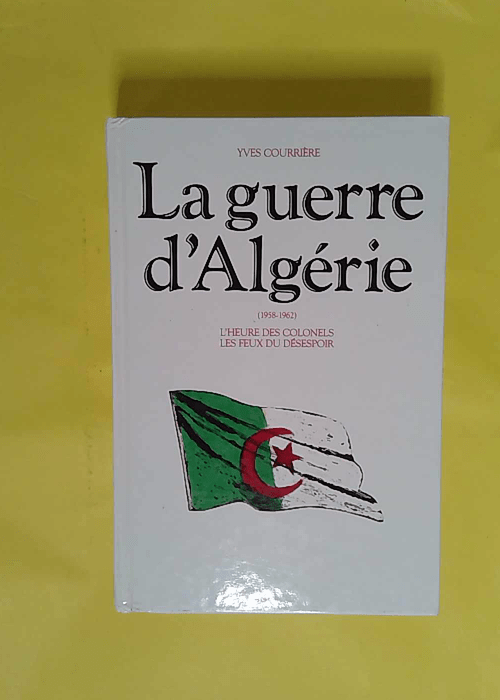 YVES COURRIÈRE
La guerre
d'Algérie
(1958-1962)
L'HEURE DES COLONELS
LES FEUX DU DÉSESPOIR